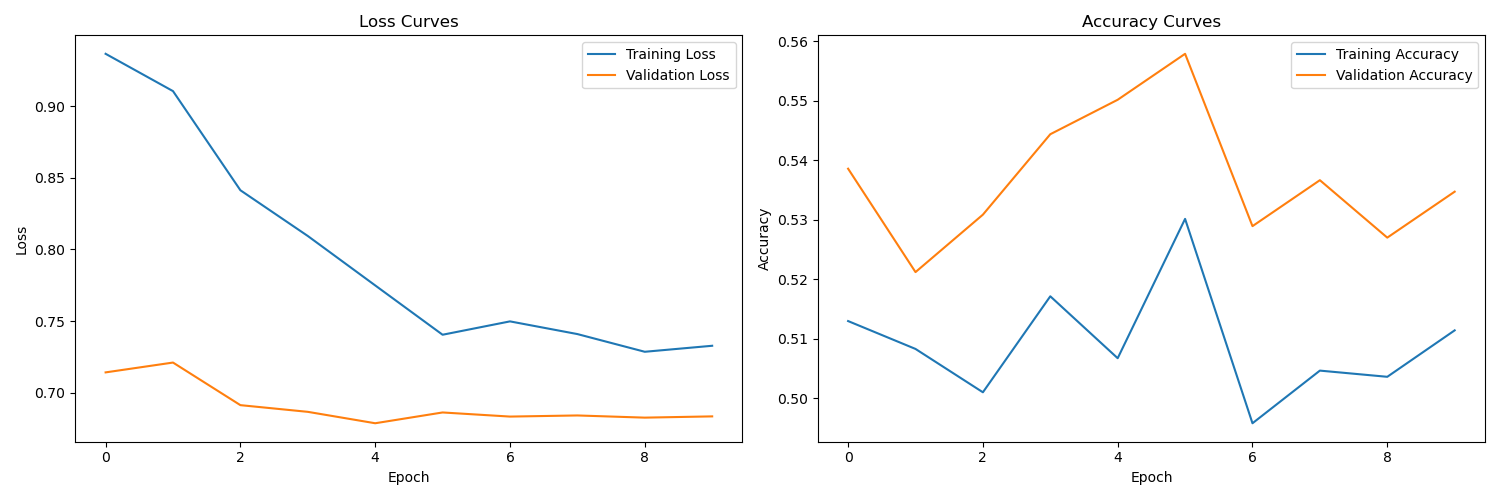 Loss Curves
Training Loss
Validation Loss
0.90
0.85
0.80
0.75
0.70
Loss
0 2 4 6 8
Epoch
Accuracy Curves
Training Accuracy
Validation Accuracy
0.56
0.55
0.54
0.53
0.52
0.51
0.50
Accuracy
0 2 4 6 8
Epoch